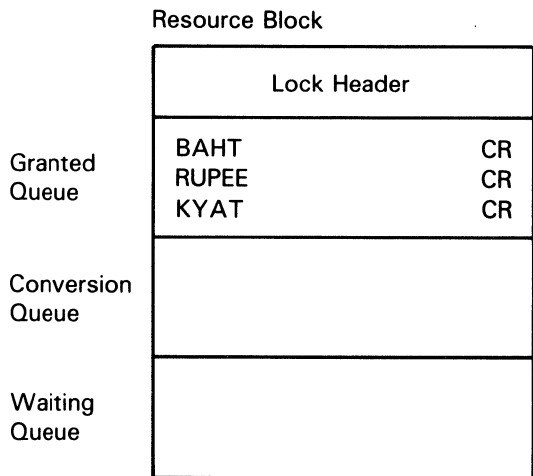 Resource Block
Lock Header
Granted
Queue
BAHT CR
RUPEE CR
KYAT CR
Conversion
Queue
Waiting
Queue